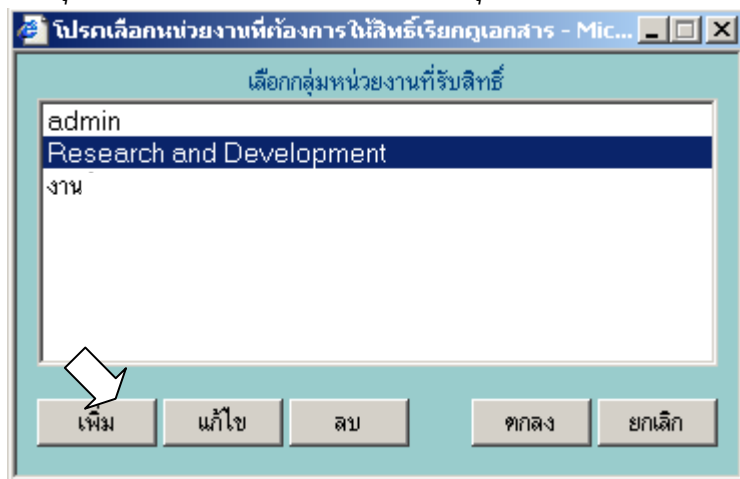 โปรดเลือกหน่วยงานที่ต้องการให้สิทธิ์เรียกดูเอกสาร - Mic...
เลือกกลุ่มหน่วยงานที่รับสิทธิ์
admin
Research and Development
งาน
เพิ่ม แก้ไข ลบ ตกลง ยกเลิก